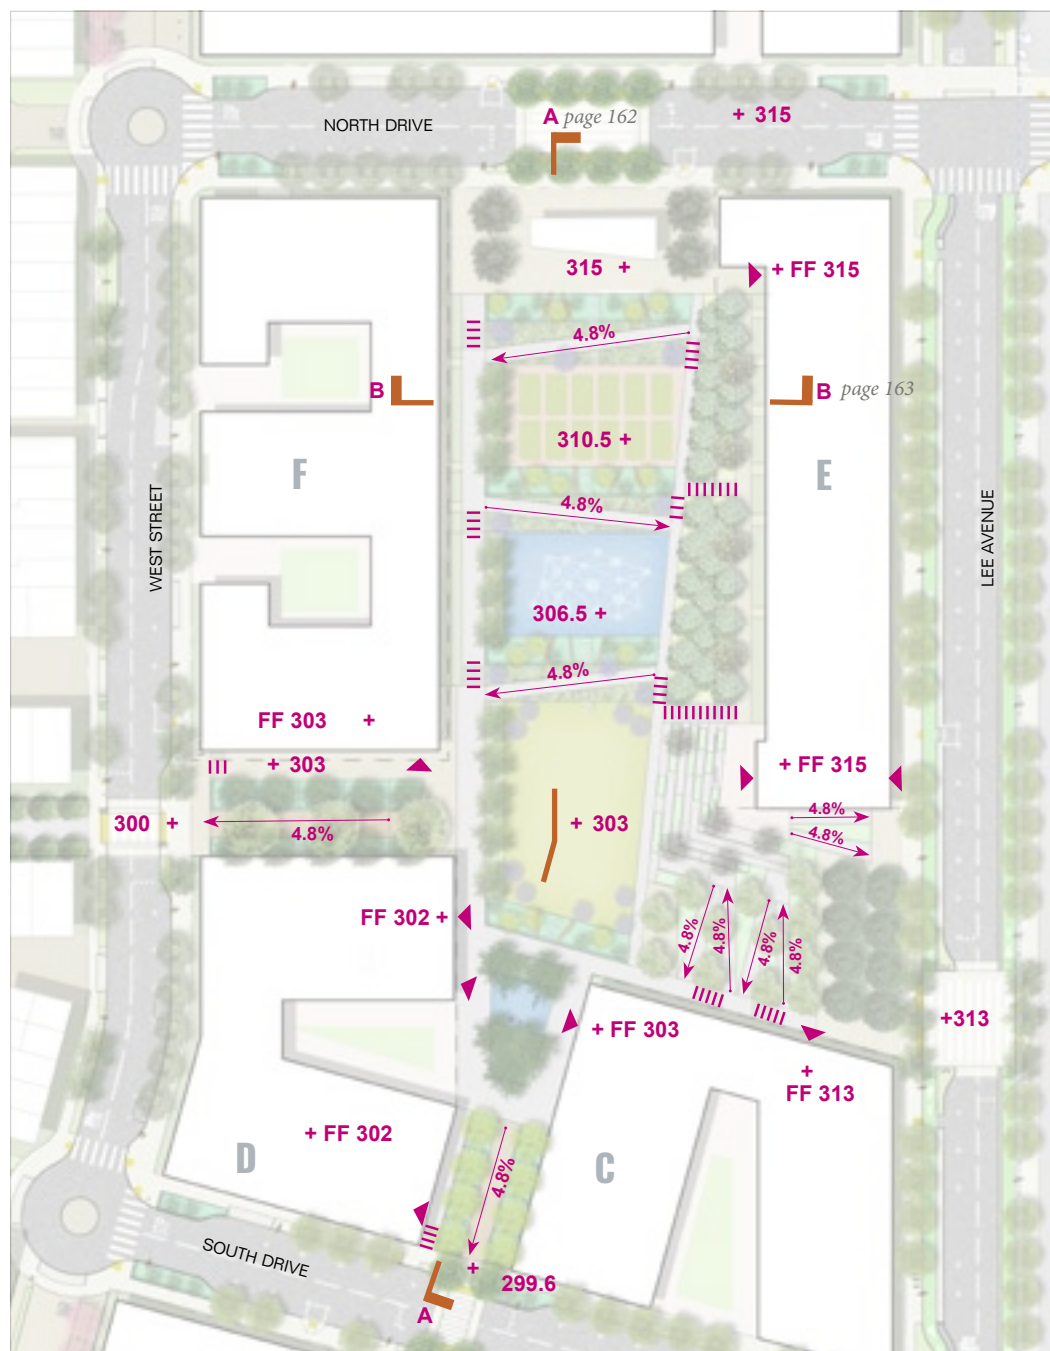 NORTH DRIVE
A page 162
+ 315
315 +
+ FF 315
4.8%
B
B page 163
310.5 +
F
E
4.8%
WEST STREET
LEE AVENUE
306.5 +
4.8%
FF 303 +
+ 303
+ FF 315
300 +
4.8%
+ 303
4.8%
4.8%
FF 302 +
4.8%
4.8%
4.8%
4.8%
+ FF 303
+313
+
FF 313
+ FF 302
D
C
4.8%
SOUTH DRIVE
+
299.6
A